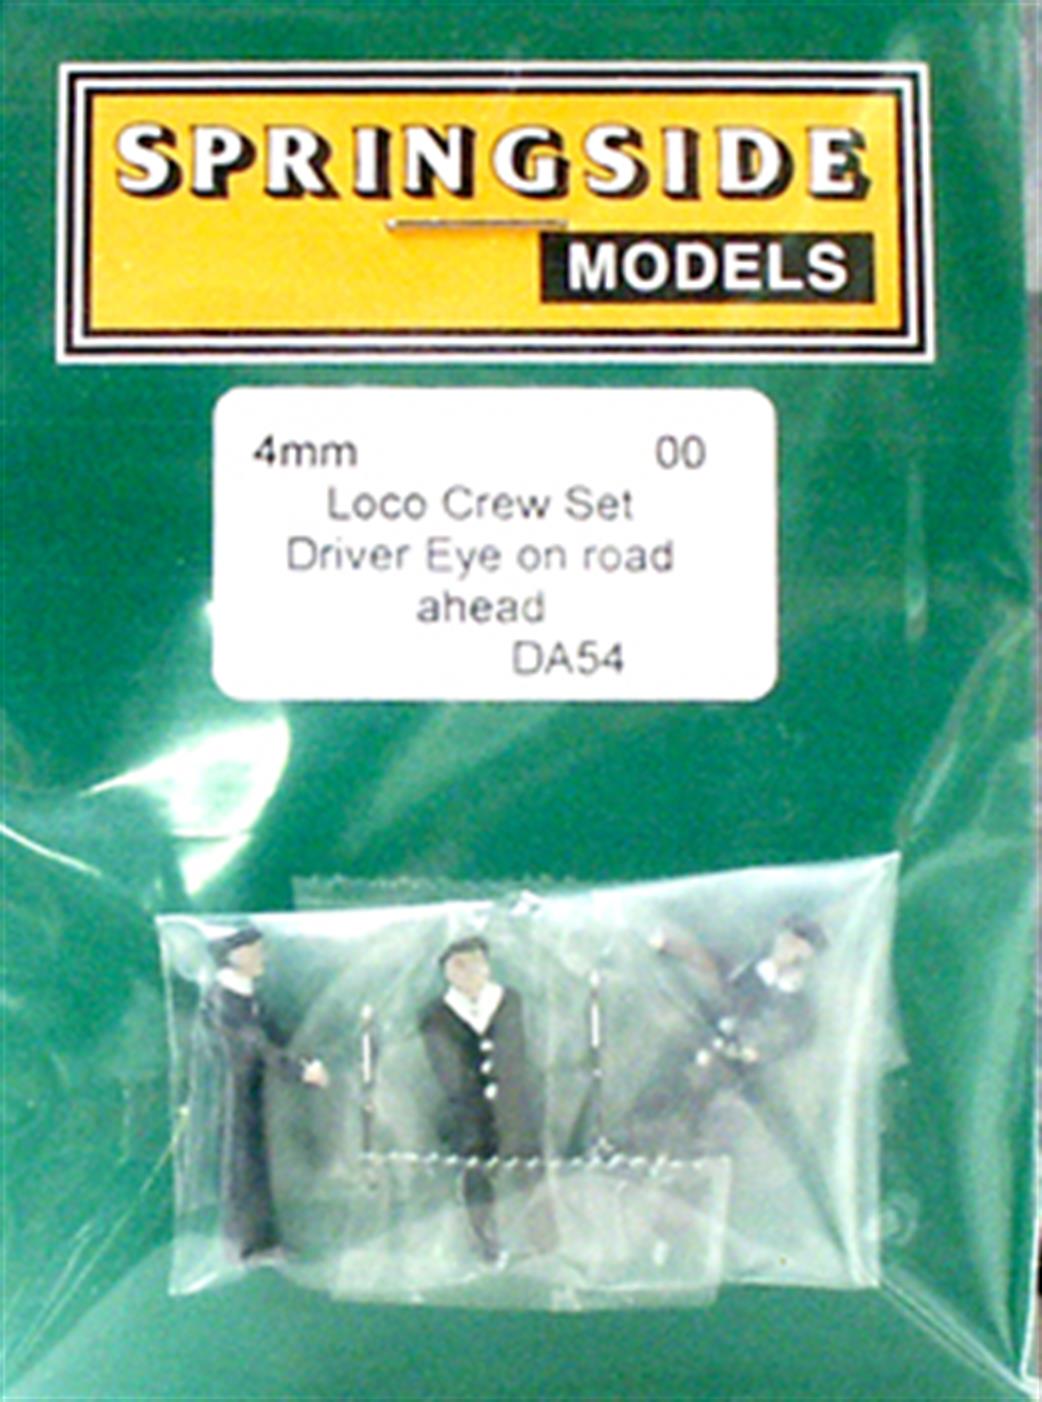 SPRINGSIDE
MODELS
4mm 00
Loco Crew Set
Driver Eye on road
ahead
DA54